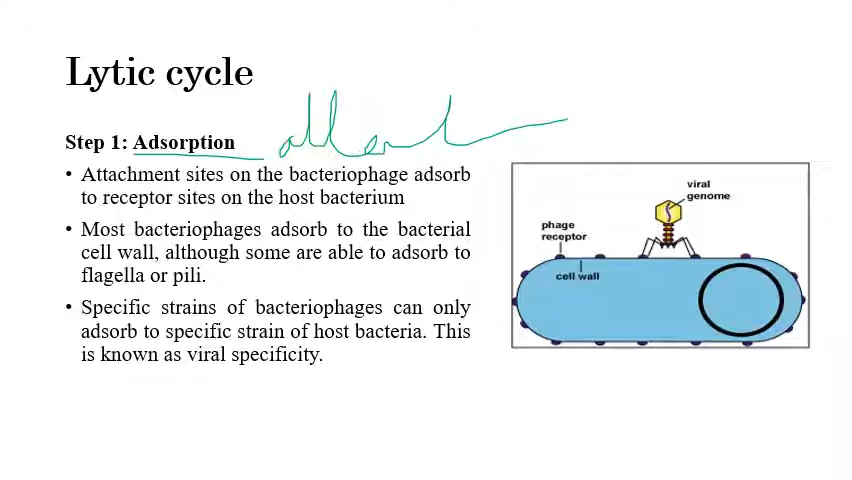 Lytic cycle
Step 1: Adsorption
• Attachment sites on the bacteriophage adsorb
to receptor sites on the host bacterium
• Most bacteriophages adsorb to the bacterial
cell wall, although some are able to adsorb to
flagella or pili.
• Specific strains of bacteriophages can only
adsorb to specific strain of host bacteria. This
is known as viral specificity.
viral
genome
phage
receptor
cell wall